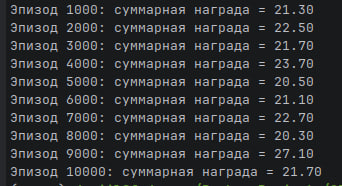 Эпизод 1000: суммарная награда = 21.30
Эпизод 2000: суммарная награда = 22.50
Эпизод 3000: суммарная награда = 21.70
Эпизод 4000: суммарная награда = 23.70
Эпизод 5000: суммарная награда = 20.50
Эпизод 6000: суммарная награда = 21.10
Эпизод 7000: суммарная награда = 22.70
Эпизод 8000: суммарная награда = 20.30
Эпизод 9000: суммарная награда = 27.10
Эпизод 10000: суммарная награда = 21.70